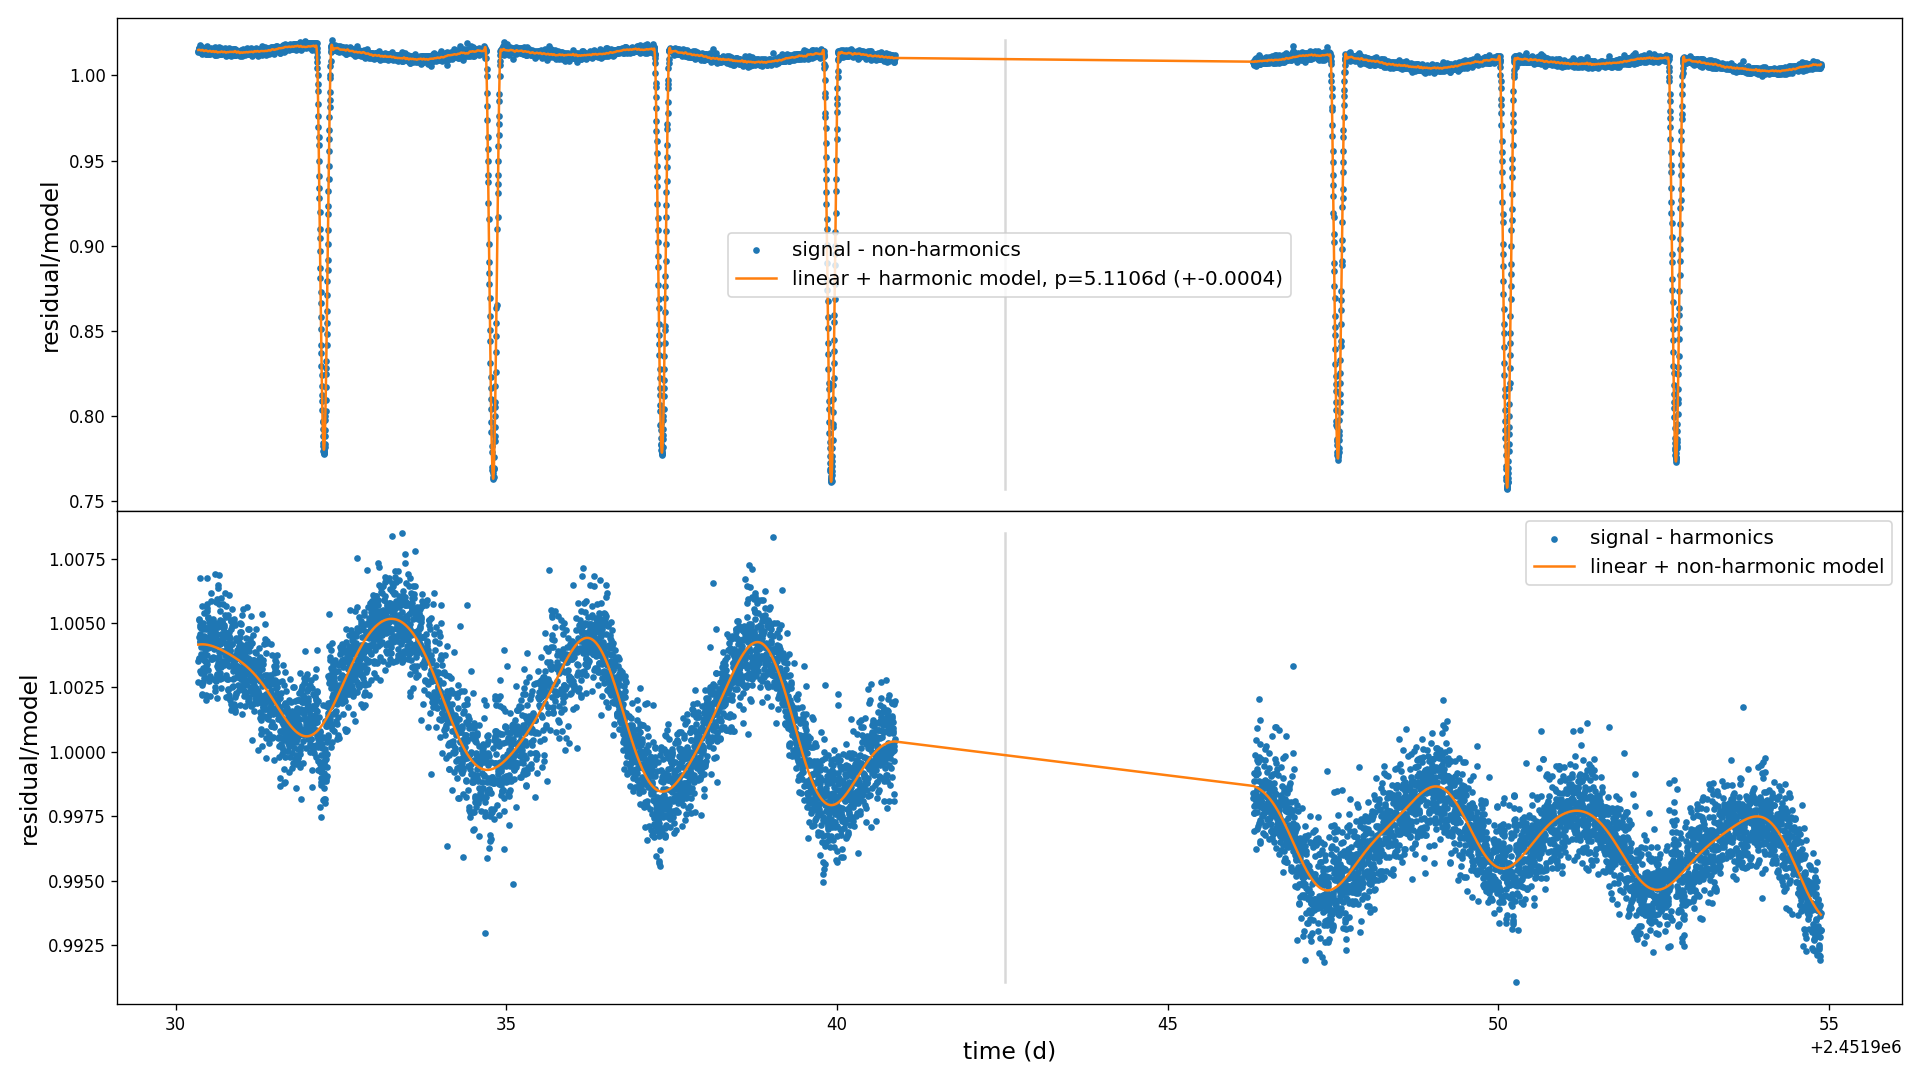 residual/model
1.00
0.95
0.90
0.85
0.80
0.75
signal - non-harmonics
linear + harmonic model, p=5.1106d (+-0.0004)
residual/model
1.0075
1.0050
1.0025
1.0000
0.9975
0.9950
0.9925
signal - harmonics
linear + non-harmonic model
30 35 40 45 50 55
time (d)
+2.4519e6